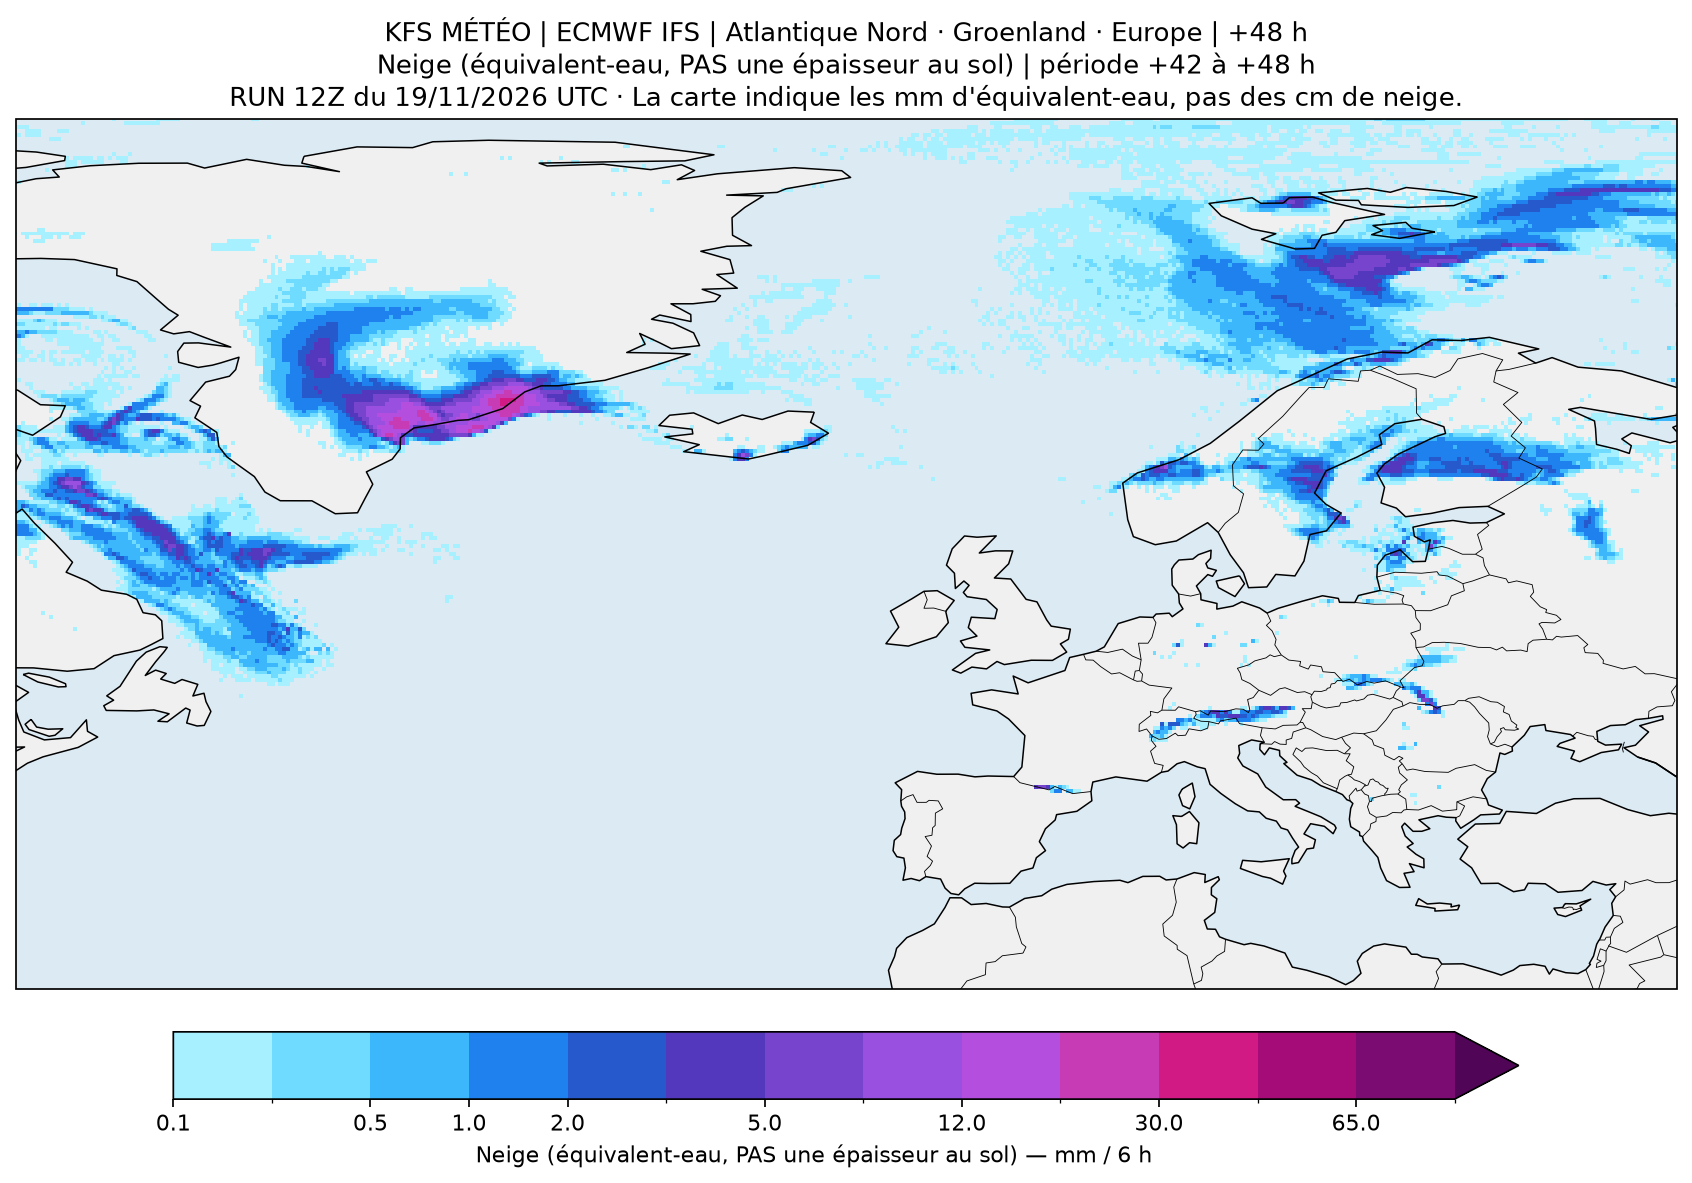 KFS MÉTÉO | ECMWF IFS | Atlantique Nord · Groenland · Europe | +48 h
Neige (équivalent-eau, PAS une épaisseur au sol) | période +42 à +48 h
RUN 12Z du 19/11/2026 UTC · La carte indique les mm d'équivalent-eau, pas des cm de neige.
0.1 0.5 1.0 2.0 5.0 12.0 30.0 65.0
Neige (équivalent-eau, PAS une épaisseur au sol) — mm / 6 h